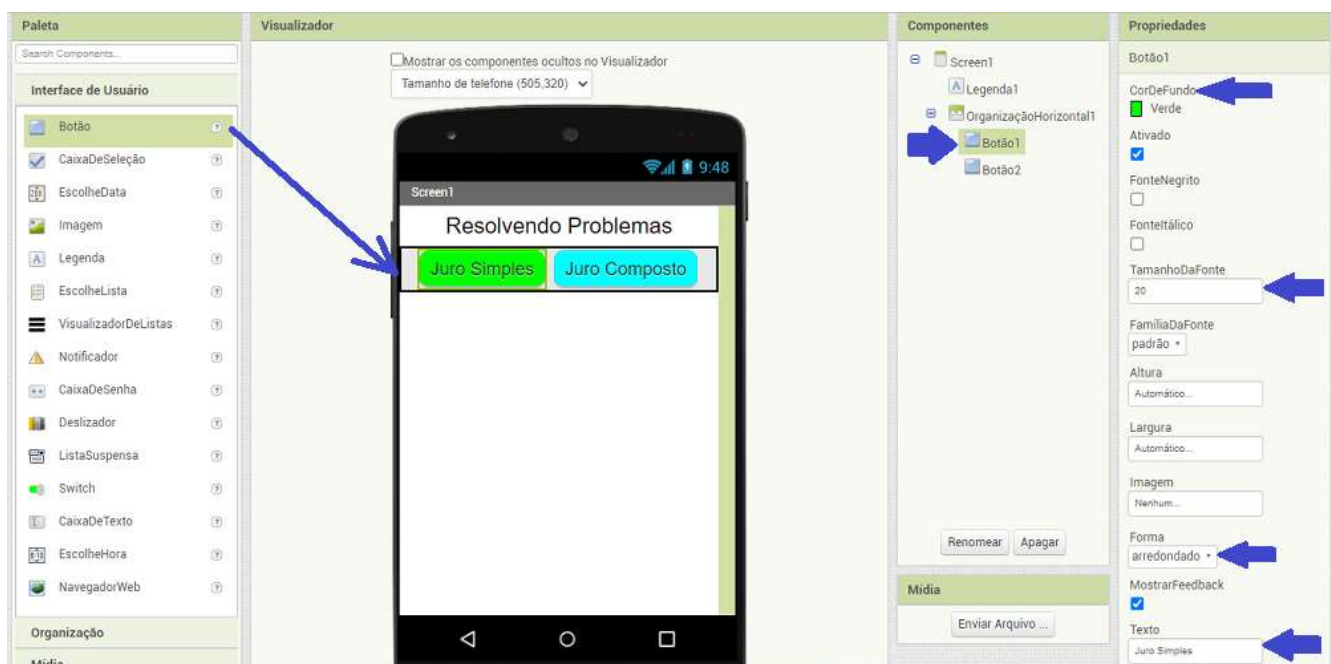 Paleta
Search Components...
Interface de Usuário
Botão
CaixaDeSeleção
EscolheData
Imagem
Legenda
EscolheLista
VisualizadorDeListas
Notificador
CaixaDeSenha
Deslizador
ListaSuspensa
Switch
CaixaDeTexto
EscolheHora
NavegadorWeb
Organização
Mídia
Visualizador
Mostrar os componentes ocultos no Visualizador
Tamanho de telefone (505,320)
9:48
Screen1
Resolvendo Problemas
Juro Simples Juro Composto
Componentes
Screen1
Legenda1
OrganizaçãoHorizontal1
Botão1
Botão2
Renomear Apagar
Mídia
Enviar Arquivo ...
Propriedades
Botão1
CorDeFundo
Verde
Ativado
FonteNegrito
FonteItálico
TamanhoDaFonte
20
FamíliaDaFonte
padrão
Altura
Automático...
Largura
Automático...
Imagem
Nenhum...
Forma
arredondado
MostrarFeedback
Texto
Juro Simples